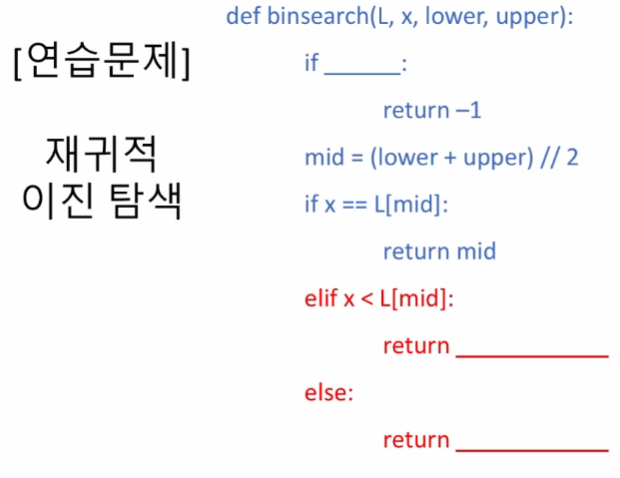 [연습문제]
재귀적
이진 탐색
def binsearch(L, x, lower, upper):
if ______:
return –1
mid = (lower + upper) // 2
if x == L[mid]:
return mid
elif x < L[mid]:
return ____________
else:
return ____________